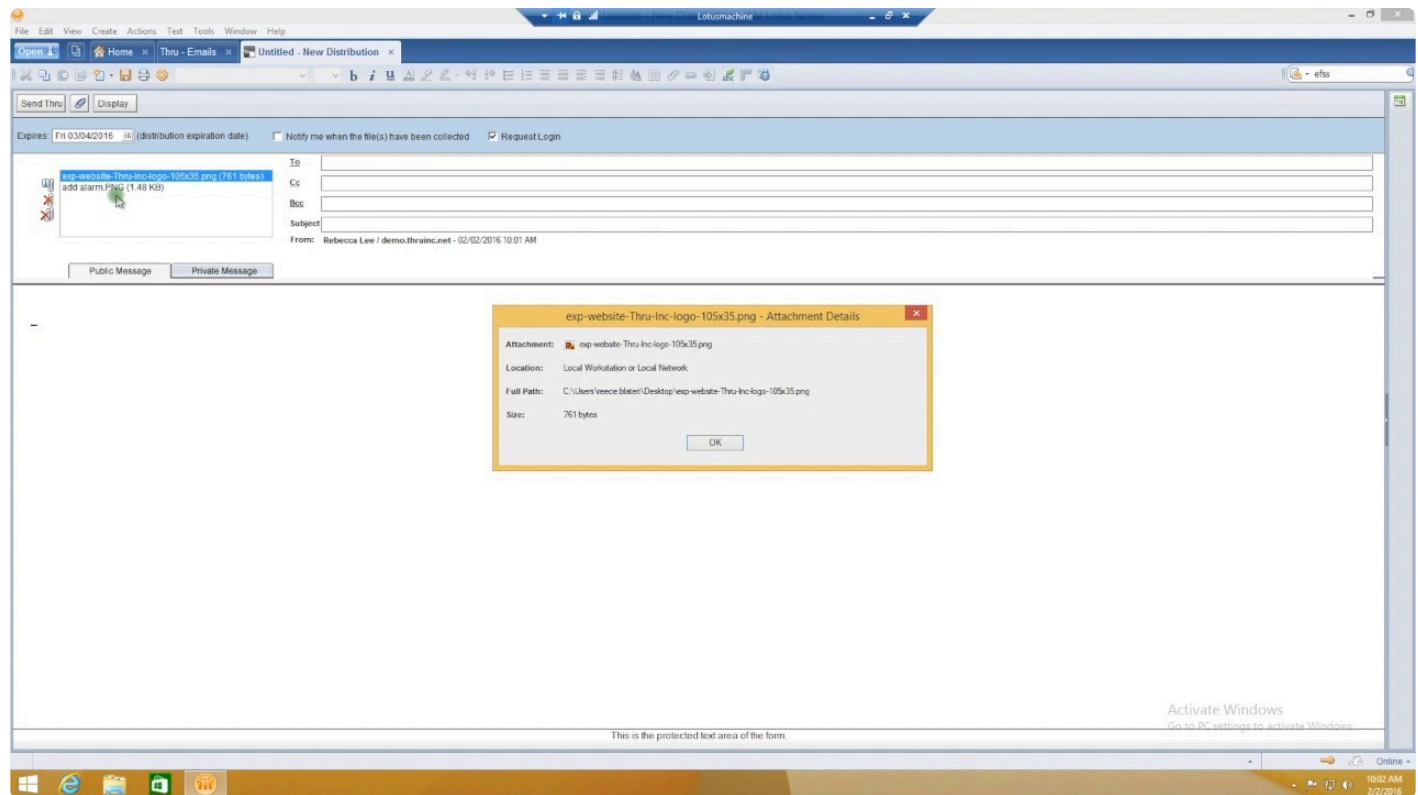 Lotusmachine
File Edit View Create Actions Text Tools Window Help
Open Home Thru - Emails Untitled - New Distribution
b i u efss
Send Thru Display
Expires: Fri 03/04/2016 16 (distribution expiration date) Notify me when the file(s) have been collected Request Login
exp-website-Thru-Inc-logo-105x35.png (761 bytes)
add alarm.PNG (1.48 KB)
To
Cc
Bcc
Subject
From: Rebecca Lee / demo.thruinc.net - 02/02/2016 10:01 AM
Public Message Private Message
exp-website-Thru-Inc-logo-105x35.png - Attachment Details
Attachment: exp-website-Thru-Inc-logo-105x35.png
Location: Local Workstation or Local Network
Full Path: C:\Users\reece.blaten\Desktop\exp-website-Thru-Inc-logo-105x35.png
Size: 761 bytes
OK
Activate Windows
Go to PC settings to activate Windows.
This is the protected text area of the form.
Online
10:02 AM
2/2/2016